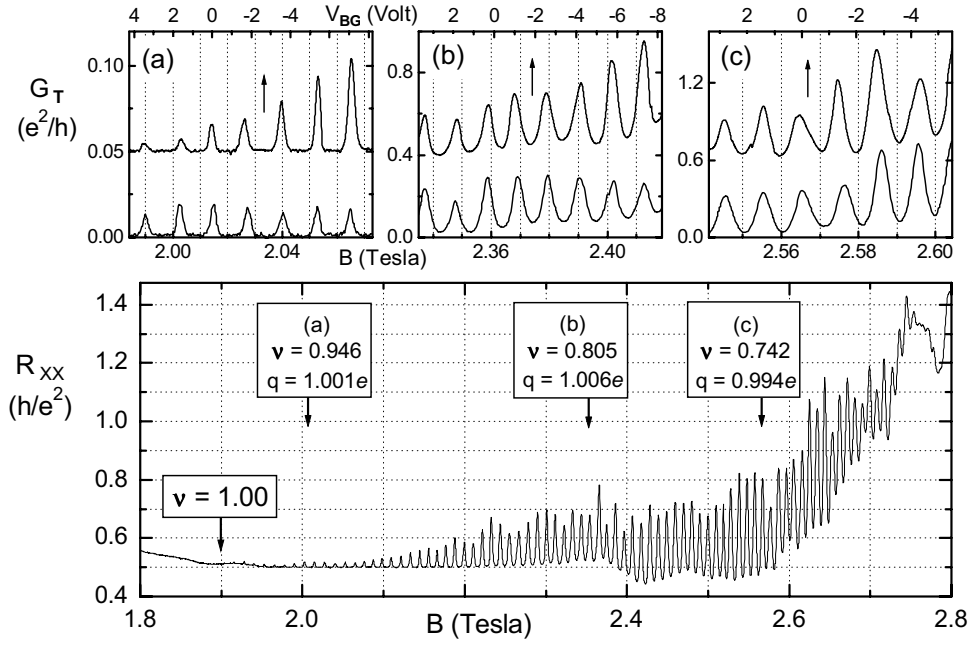 4 2 0 -2 -4 V_BG (Volt) 2 0 -2 -4 -6 -8 2 0 -2 -4
(a) (b) (c)
G_T
(e²/h)
0.10
0.05
0.00
0.8
0.4
0.0
1.2
0.6
0.0
2.00 2.04 B (Tesla) 2.36 2.40 2.56 2.58 2.60
R_XX
(h/e²)
1.4
1.2
1.0
0.8
0.6
0.4
(a)
ν = 0.946
q = 1.001e
(b)
ν = 0.805
q = 1.006e
(c)
ν = 0.742
q = 0.994e
ν = 1.00
1.8 2.0 2.2 2.4 2.6 2.8
B (Tesla)